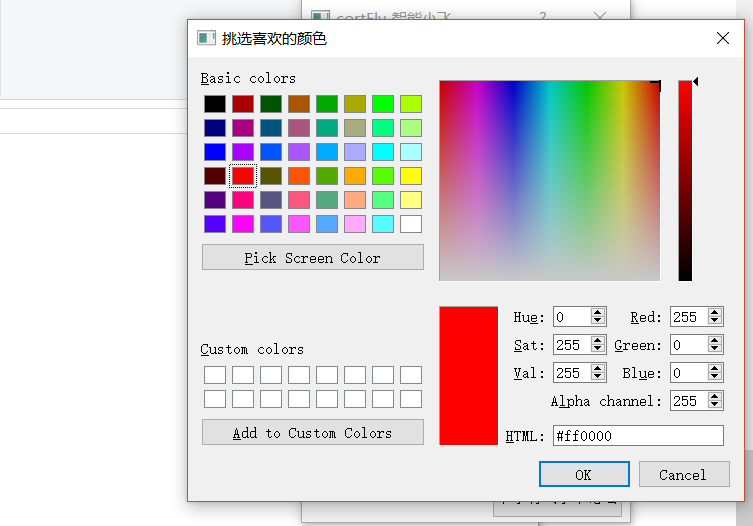 certFly 智能小飞
?
挑选喜欢的颜色
Basic colors
Pick Screen Color
Custom colors
Add to Custom Colors
Hue: 0 Red: 255
Sat: 255 Green: 0
Val: 255 Blue: 0
Alpha channel: 255
HTML: #ff0000
OK Cancel